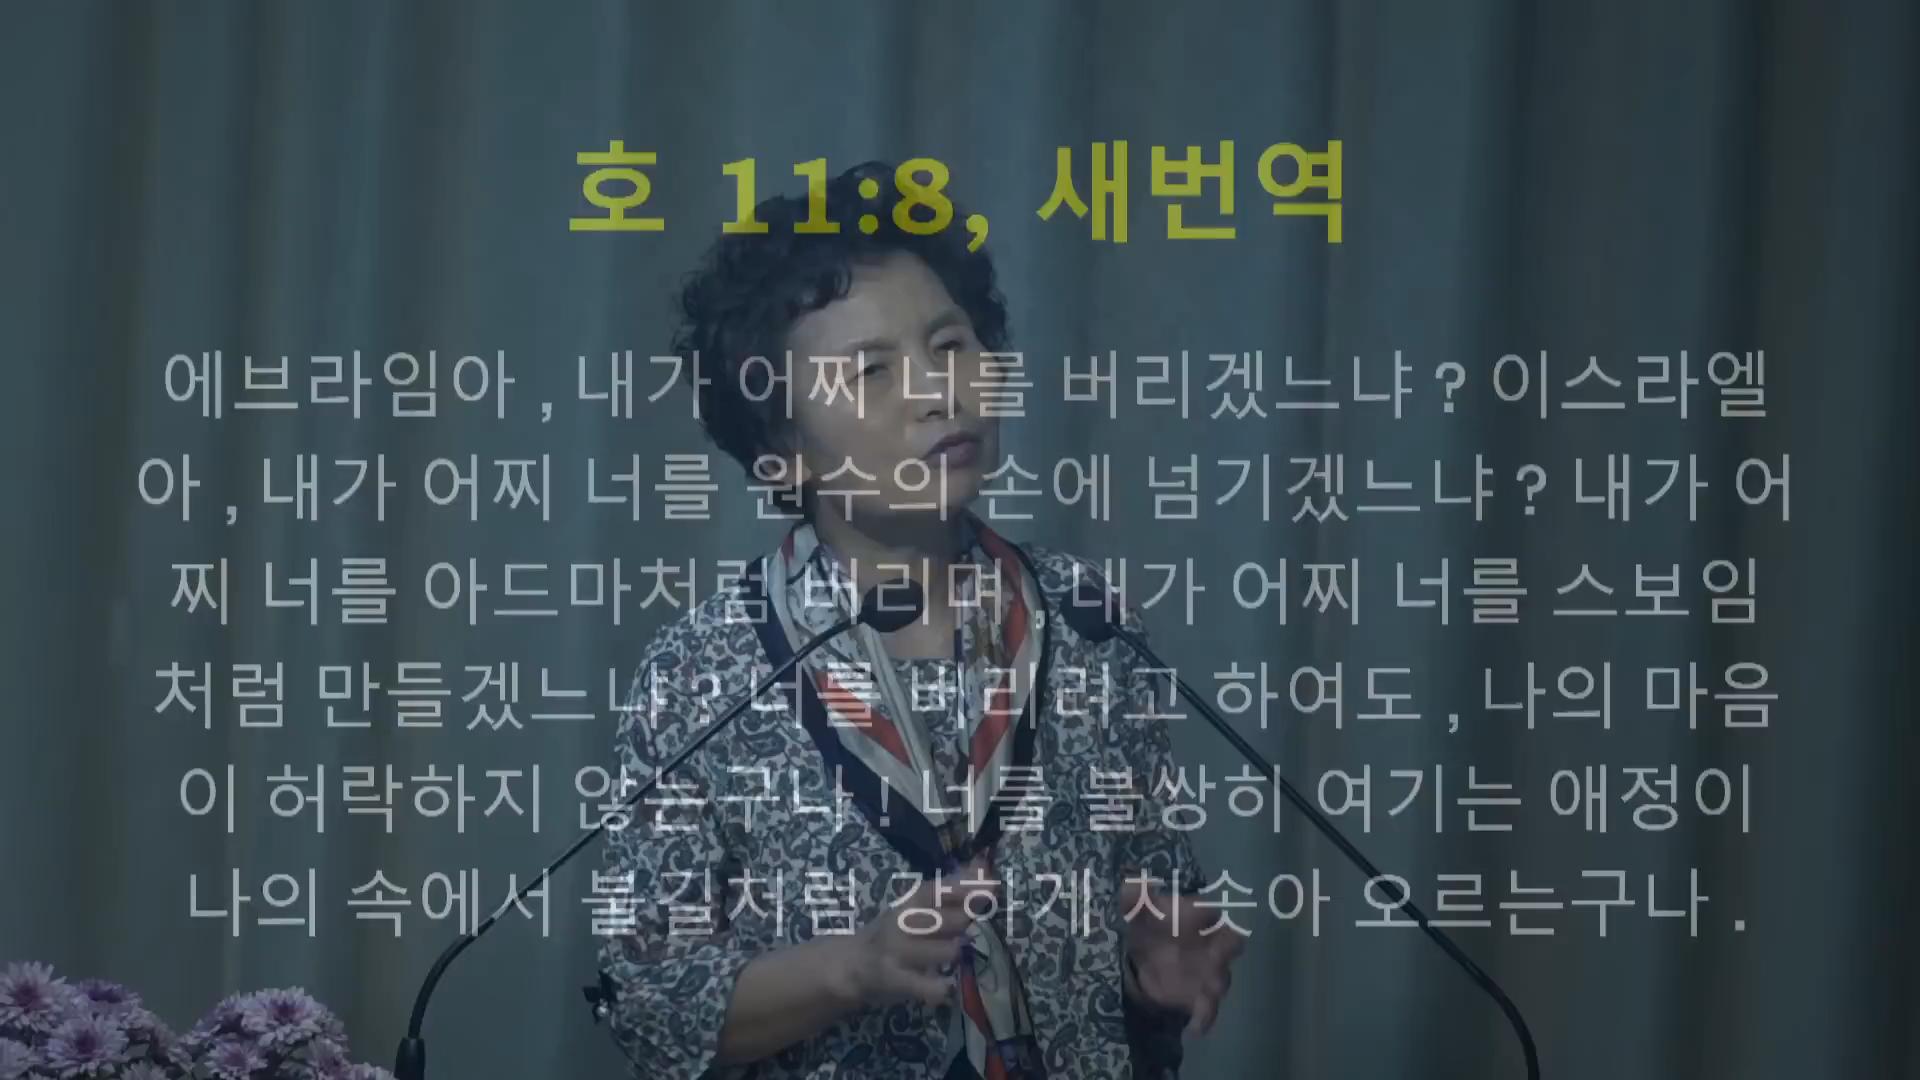 호 11:8, 새번역
에브라임아 , 내가 어찌 너를 버리겠느냐 ? 이스라엘
아 , 내가 어찌 너를 원수의 손에 넘기겠느냐 ? 내가 어
찌 너를 아드마처럼 버리며 , 내가 어찌 너를 스보임
처럼 만들겠느냐 ? 너를 버리려고 하여도 , 나의 마음
이 허락하지 않는구나 ! 너를 불쌍히 여기는 애정이
나의 속에서 불길처럼 강하게 치솟아 오르는구나 .